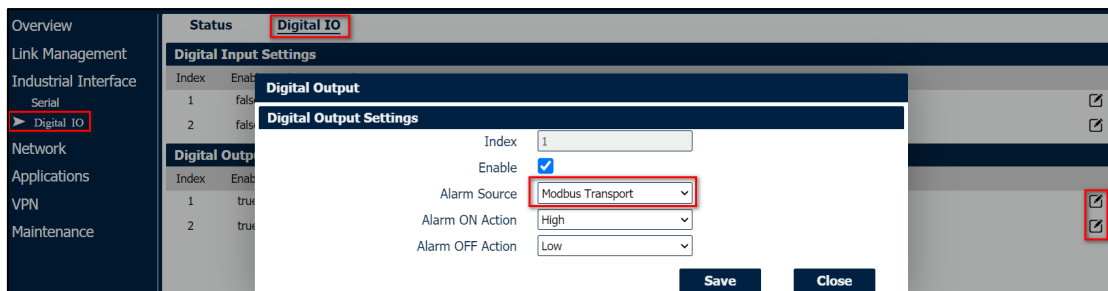 Overview
Link Management
Industrial Interface
Serial
Digital IO
Network
Applications
VPN
Maintenance
Status Digital IO
Digital Input Settings
Index
1
2
Digital
Index
1 true
2 true
Digital Output
Digital Output Settings
Index 1
Enable
Alarm Source Modbus Transport
Alarm ON Action High
Alarm OFF Action Low
Save Close